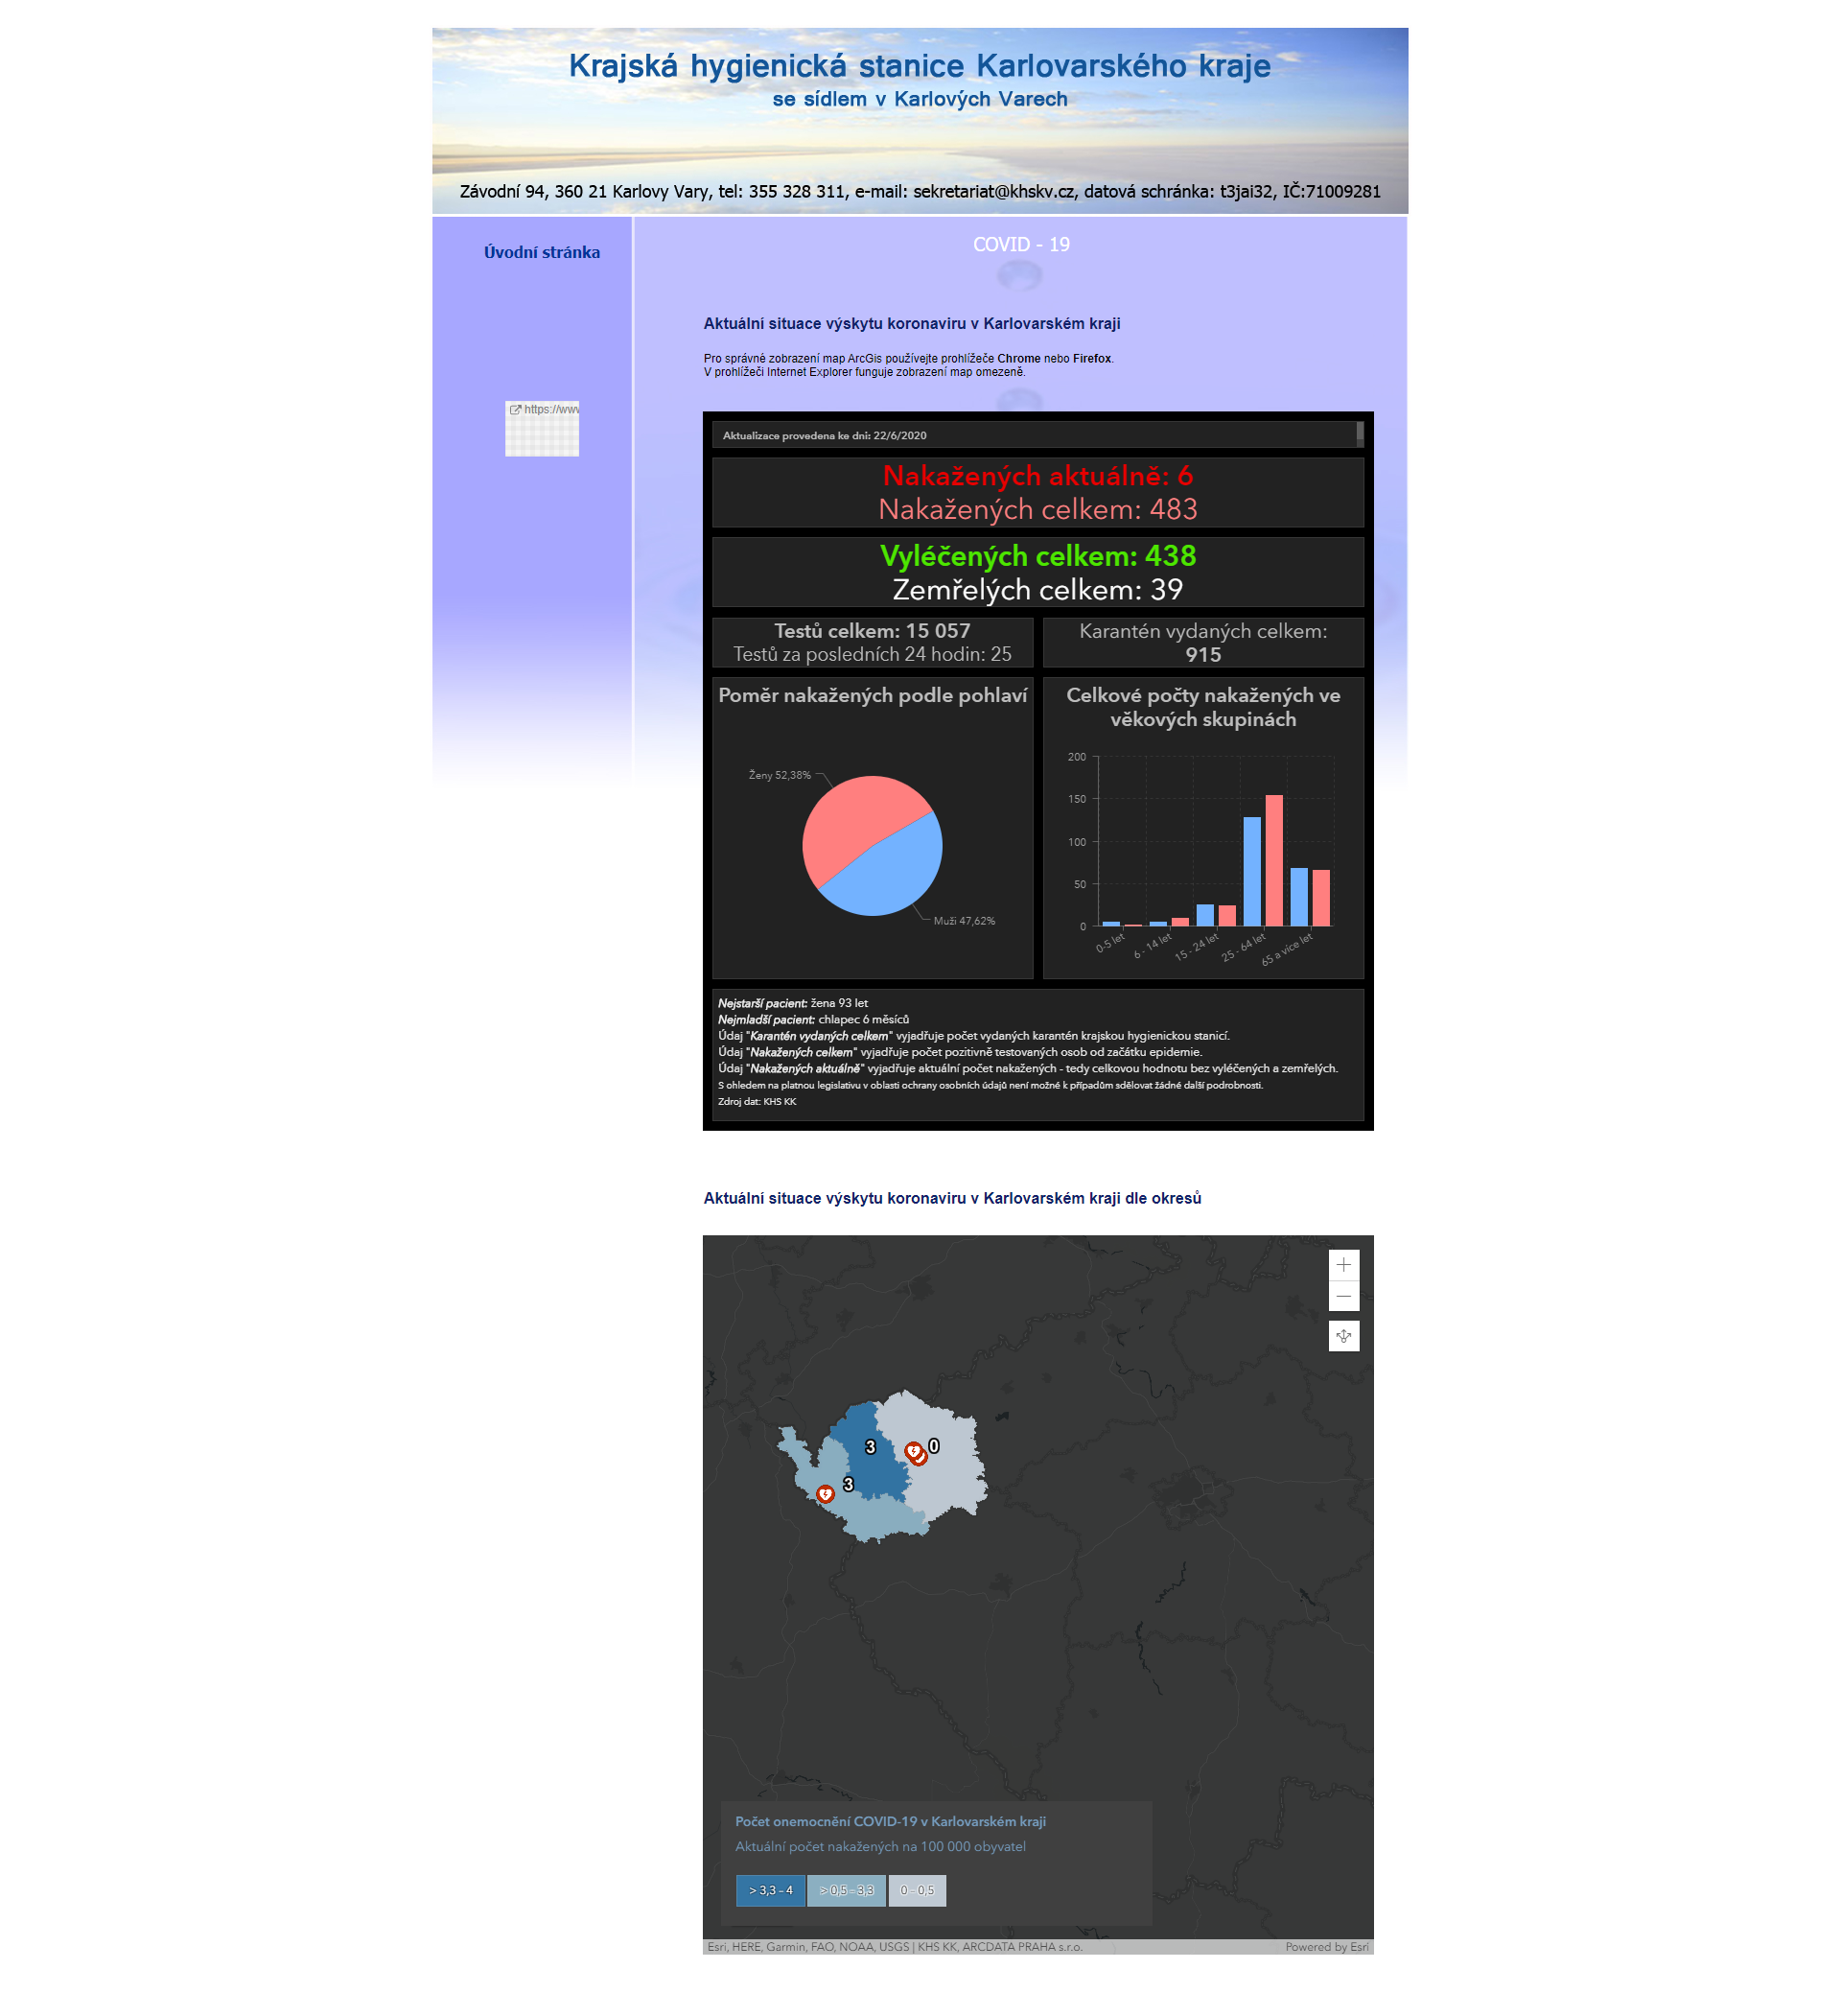 Krajská hygienická stanice Karlovarského kraje
se sídlem v Karlových Varech
Závodní 94, 360 21 Karlovy Vary, tel: 355 328 311, e-mail: sekretariat@khskv.cz, datová schránka: t3jai32, IČ:71009281
Úvodní stránka
https://www
COVID - 19
Aktuální situace výskytu koronaviru v Karlovarském kraji
Pro správné zobrazení map ArcGis používejte prohlížeče Chrome nebo Firefox.
V prohlížeči Internet Explorer funguje zobrazení map omezeně.
Aktualizace provedena ke dni: 22/6/2020
Nakažených aktuálně: 6
Nakažených celkem: 483
Vyléčených celkem: 438
Zemřelých celkem: 39
Testů celkem: 15 057
Testů za posledních 24 hodin: 25
Karantén vydaných celkem:
915
Poměr nakažených podle pohlaví
Ženy 52,38%
Muži 47,62%
Celkové počty nakažených ve
věkových skupinách
200
150
100
50
0
0-5 let
6 - 14 let
15 - 24 let
25 - 64 let
65 a více let
Nejstarší pacient: žena 93 let
Nejmladší pacient: chlapec 6 měsíců
Údaj "Karantén vydaných celkem" vyjadřuje počet vydaných karantén krajskou hygienickou stanicí.
Údaj "Nakažených celkem" vyjadřuje počet pozitivně testovaných osob od začátku epidemie.
Údaj "Nakažených aktuálně" vyjadřuje aktuální počet nakažených - tedy celkovou hodnotu bez vyléčených a zemřelých.
S ohledem na platnou legislativu v oblasti ochrany osobních údajů není možné k případům sdělovat žádné další podrobnosti.
Zdroj dat: KHS KK
Aktuální situace výskytu koronaviru v Karlovarském kraji dle okresů
3
0
3
Počet onemocnění COVID-19 v Karlovarském kraji
Aktuální počet nakažených na 100 000 obyvatel
> 3,3 – 4
> 0,5 – 3,3
0 – 0,5
Esri, HERE, Garmin, FAO, NOAA, USGS | KHS KK, ARCDATA PRAHA s.r.o.
Powered by Esri